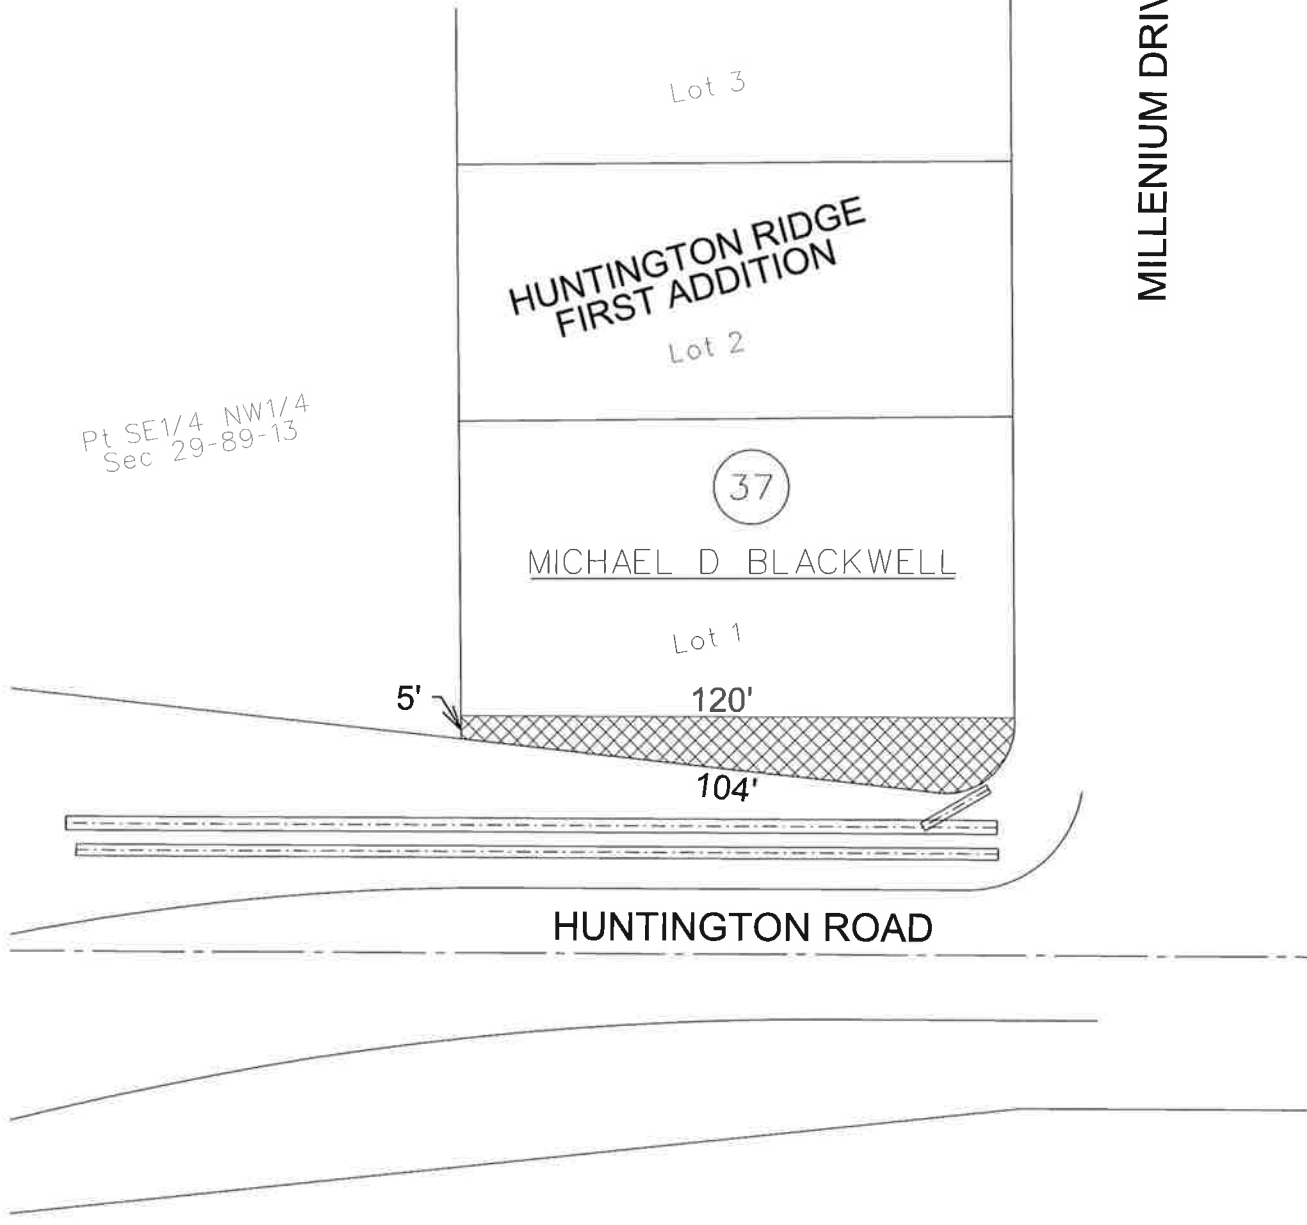 MILLENIUM DRIV
Lot 3
HUNTINGTON RIDGE
FIRST ADDITION
Lot 2
Pt SE1/4 NW1/4
Sec 29-89-13
37
MICHAEL D BLACKWELL
Lot 1
5'
120'
104'
HUNTINGTON ROAD